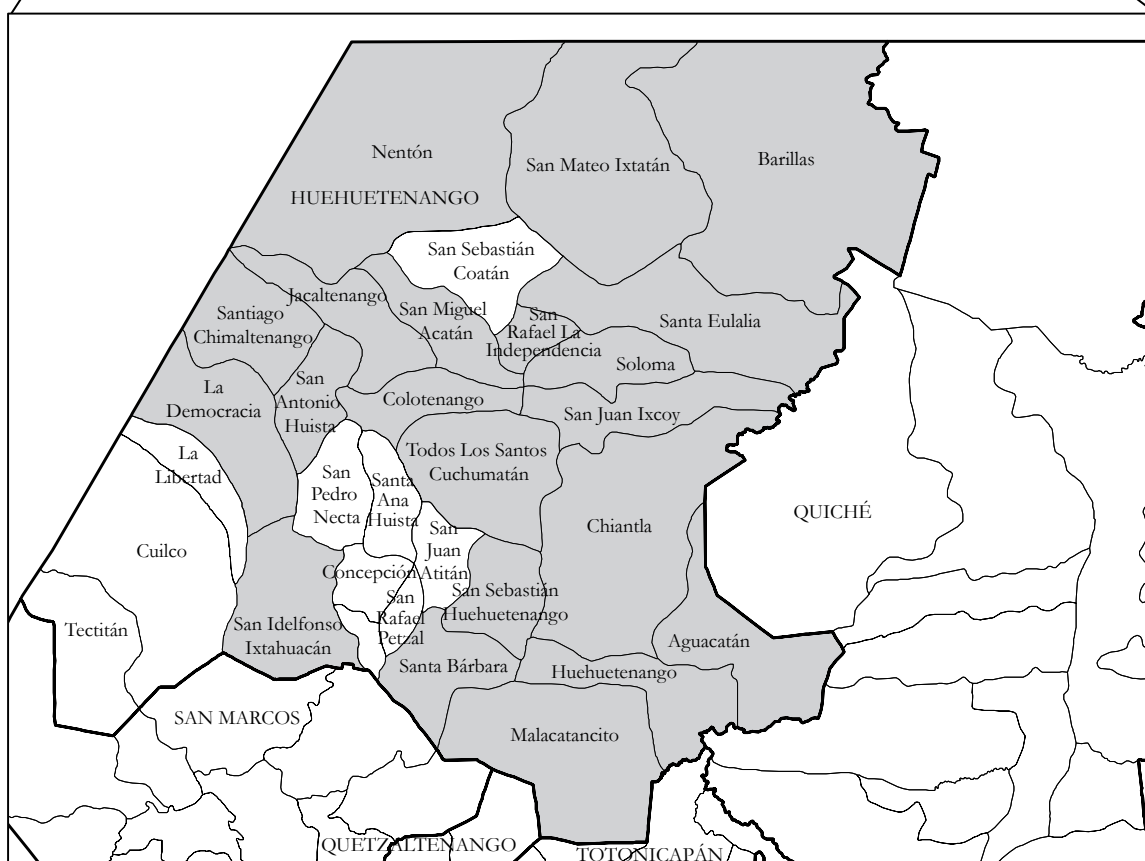 Nentón
San Mateo Ixtatán
Barillas
HUEHUETENANGO
San Sebastián
Coatán
Jacaltenango
Santiago
Chimaltenango
San Miguel
Acatán
San
Rafael La
Independencia
Santa Eulalia
Soloma
La
Democracia
San
Antonio
Huista
Colotenango
San Juan Ixcoy
La
Libertad
Todos Los Santos
Cuchumatán
San
Pedro
Necta
Santa
Ana
Huista
San
Juan
Atitán
Chiantla
QUICHÉ
Cuilco
Concepción
San
Rafael
Petzal
San Sebastián
Huehuetenango
Tectitán
San Idelfonso
Ixtahuacán
Aguacatán
Santa Bárbara
Huehuetenango
SAN MARCOS
Malacatancito
QUETZALTENANGO
TOTONICAPÁN